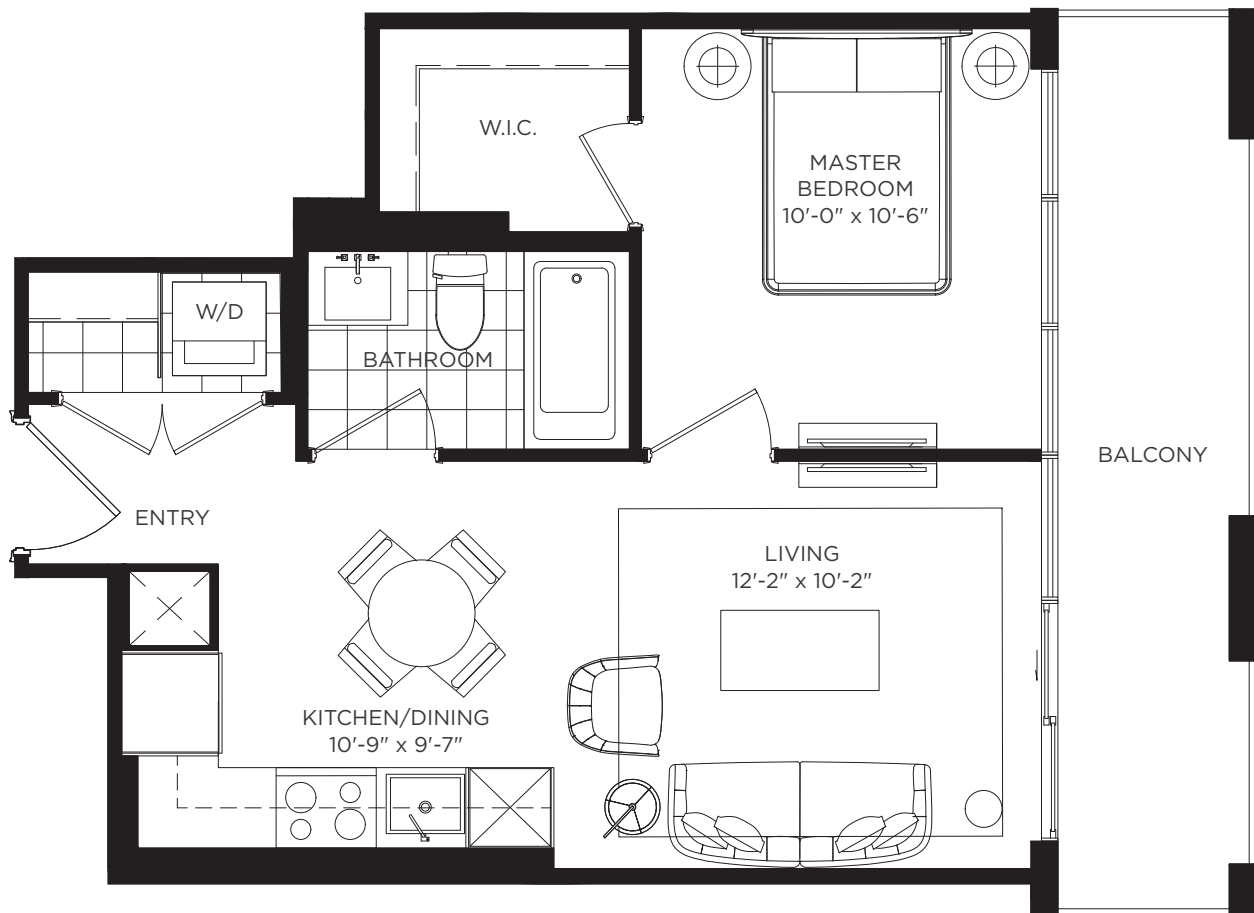 W.I.C.
MASTER
BEDROOM
10'-0" x 10'-6"
W/D
BATHROOM
BALCONY
ENTRY
LIVING
12'-2" x 10'-2"
KITCHEN/DINING
10'-9" x 9'-7"